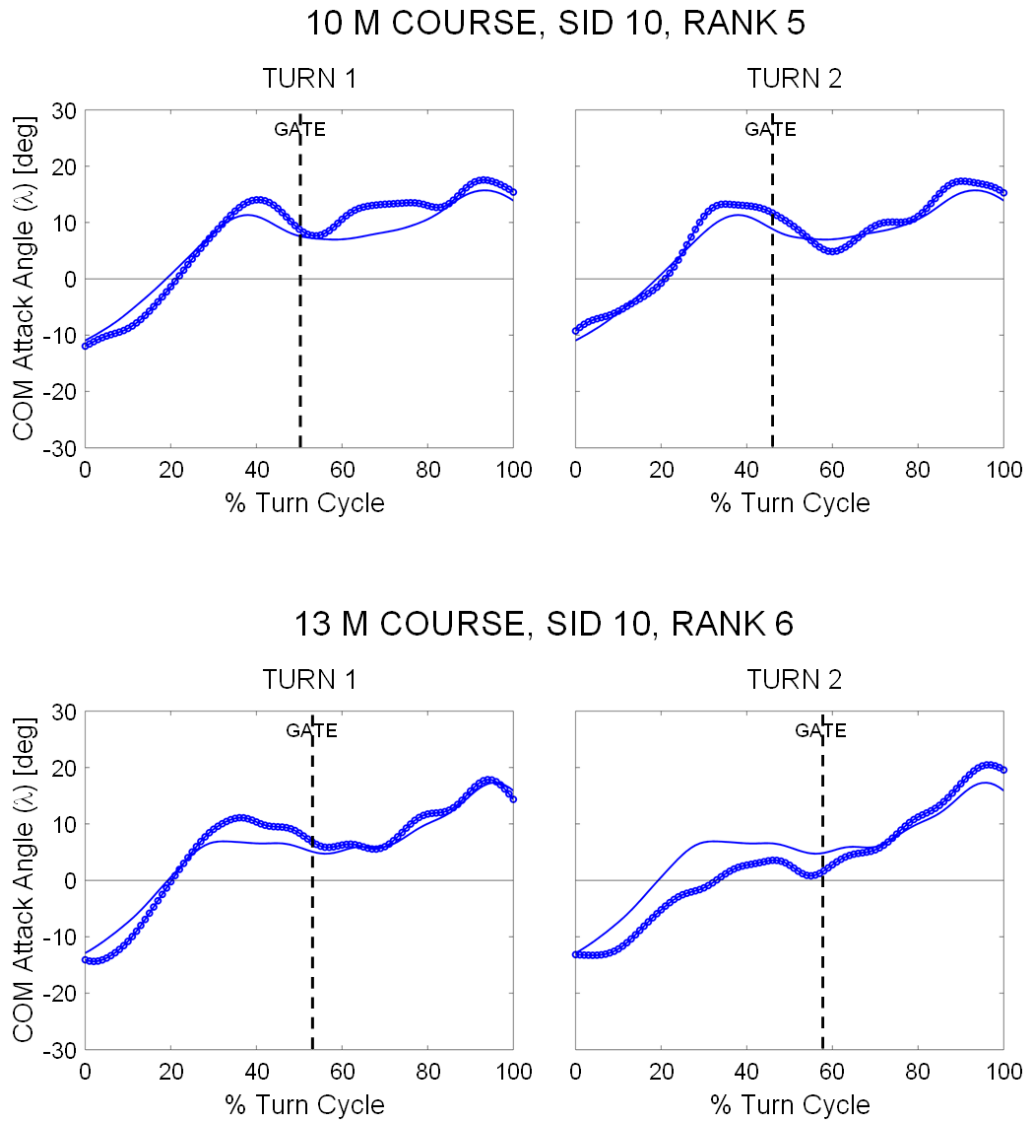 10 M COURSE, SID 10, RANK 5
TURN 1
TURN 2
COM Attack Angle (λ) [deg]
30
20
10
0
-10
-20
-30
GATE
0 20 40 60 80 100
% Turn Cycle
GATE
0 20 40 60 80 100
% Turn Cycle
13 M COURSE, SID 10, RANK 6
TURN 1
TURN 2
COM Attack Angle (λ) [deg]
30
20
10
0
-10
-20
-30
GATE
0 20 40 60 80 100
% Turn Cycle
GATE
0 20 40 60 80 100
% Turn Cycle